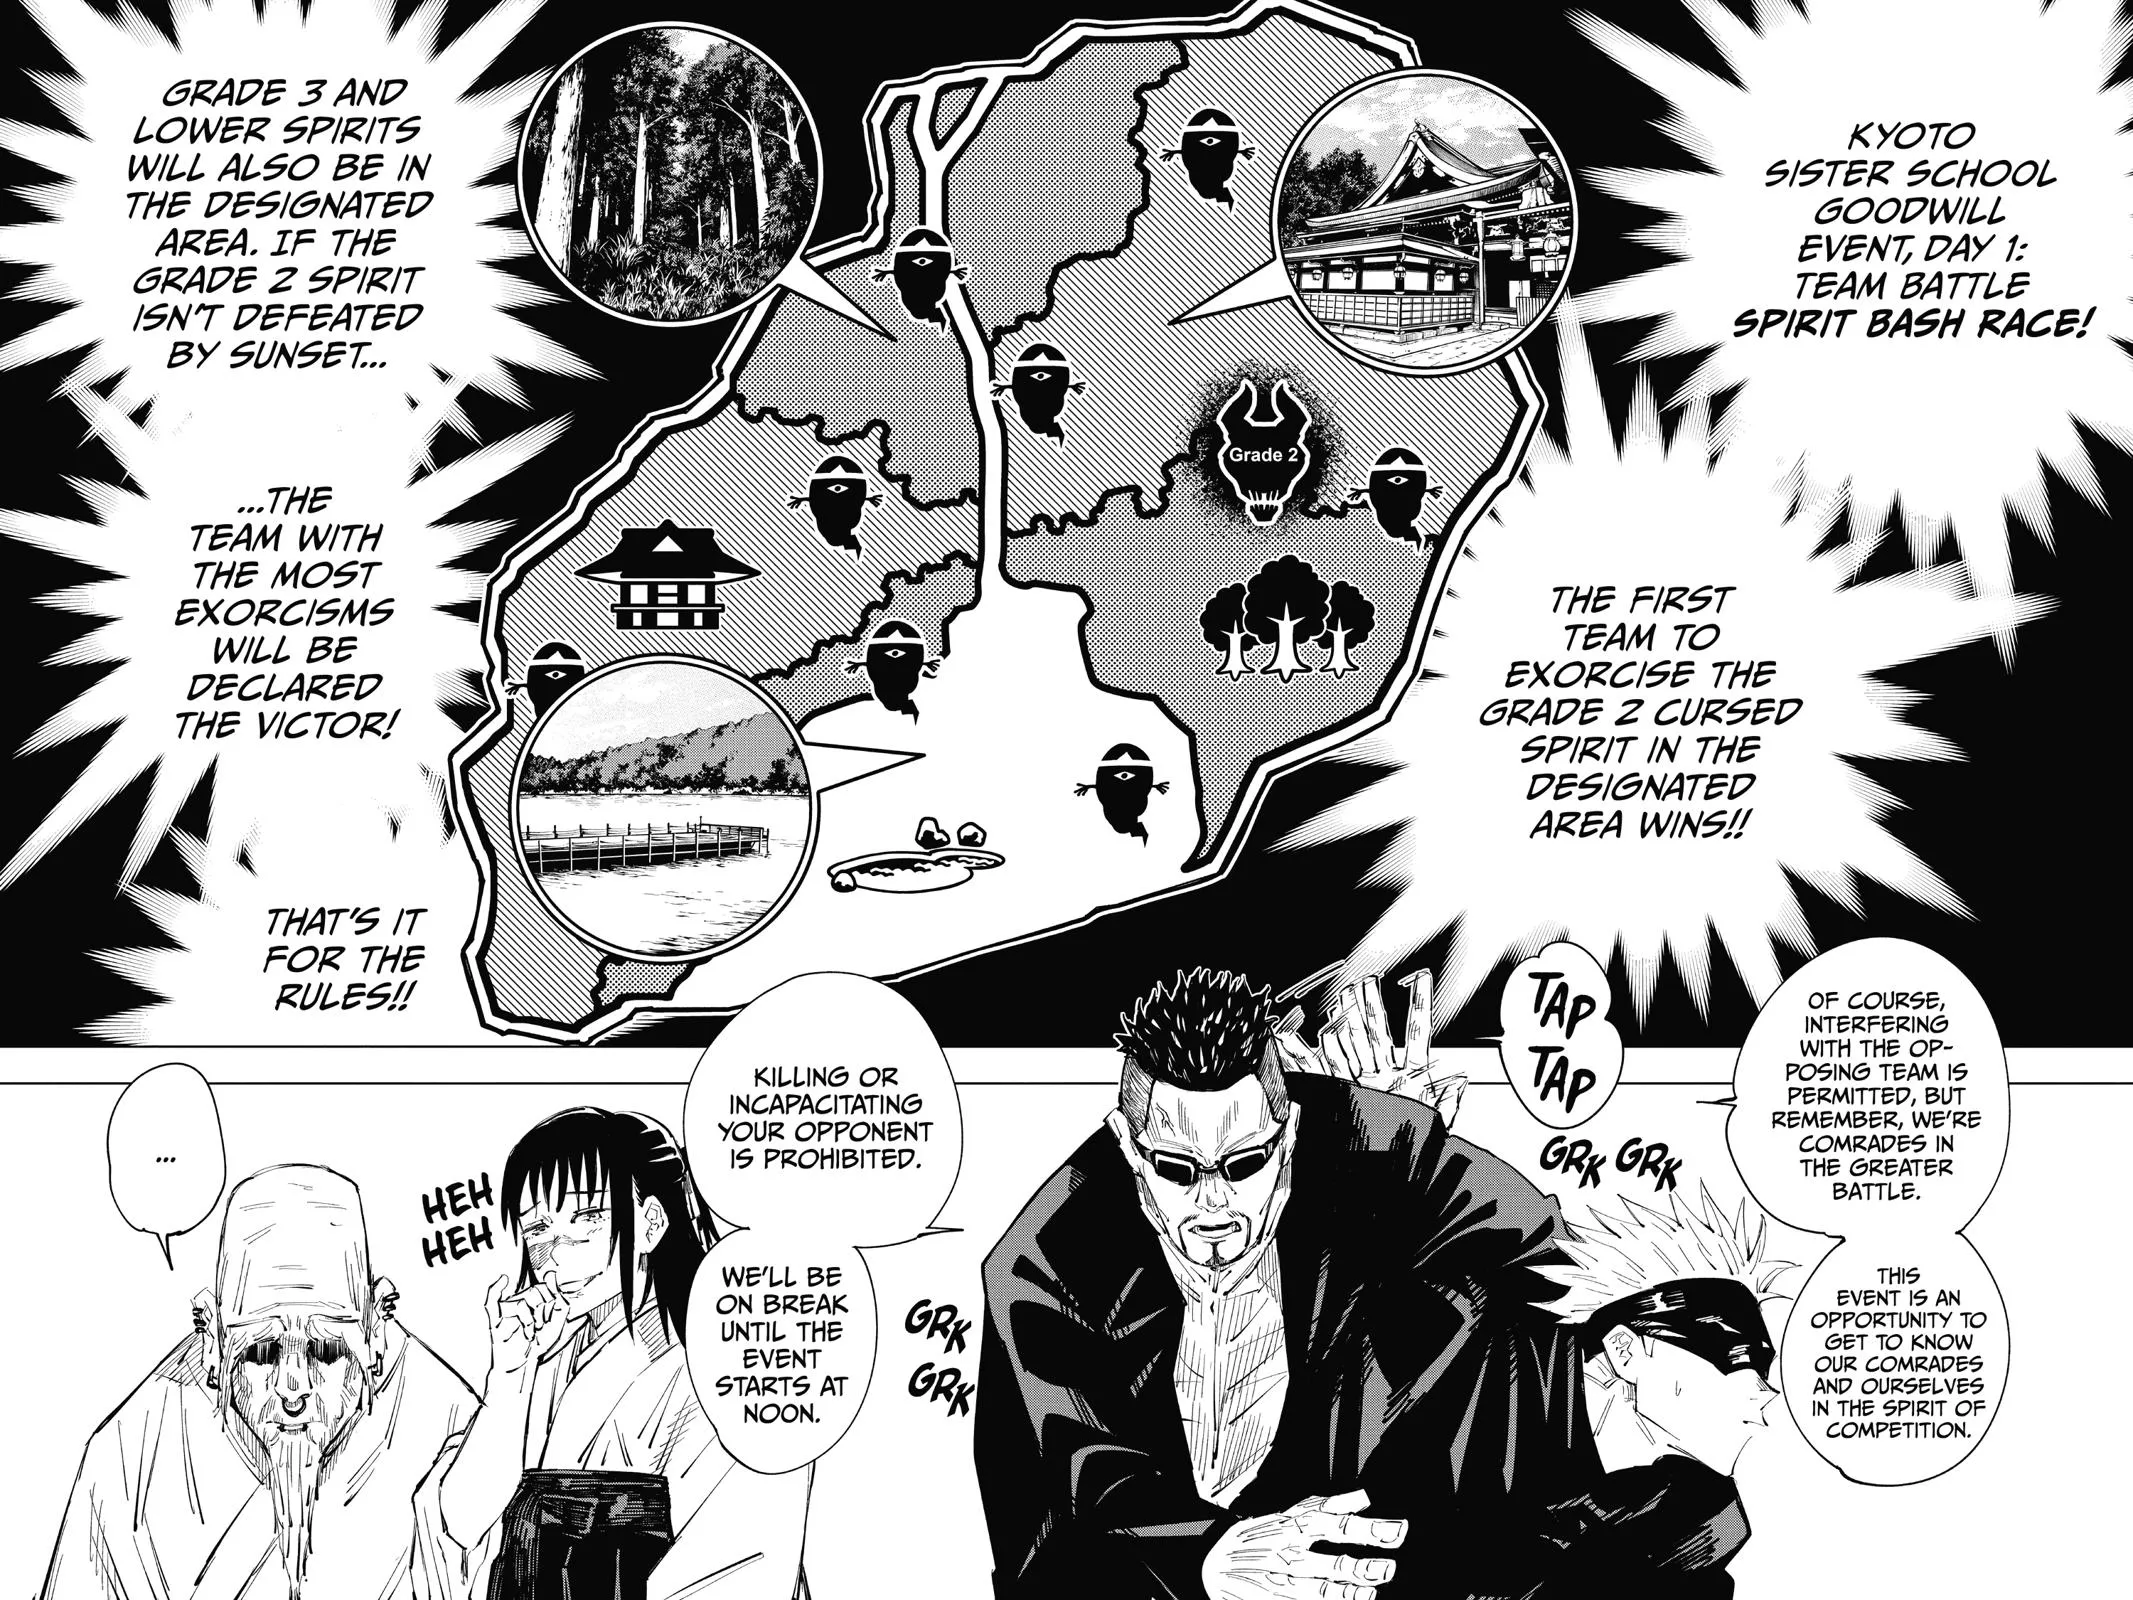 KYOTO
SISTER SCHOOL
GOODWILL
EVENT, DAY 1:
TEAM BATTLE
SPIRIT BASH RACE!
THE FIRST
TEAM TO
EXORCISE THE
GRADE 2 CURSED
SPIRIT IN THE
DESIGNATED
AREA WINS!!
Grade 2
GRADE 3 AND
LOWER SPIRITS
WILL ALSO BE IN
THE DESIGNATED
AREA. IF THE
GRADE 2 SPIRIT
ISN'T DEFEATED
BY SUNSET...
...THE
TEAM WITH
THE MOST
EXORCISMS
WILL BE
DECLARED
THE VICTOR!
THAT'S IT
FOR THE
RULES!!
OF COURSE,
INTERFERING
WITH THE OP-
POSING TEAM IS
PERMITTED, BUT
REMEMBER, WE'RE
COMRADES IN
THE GREATER
BATTLE.
THIS
EVENT IS AN
OPPORTUNITY TO
GET TO KNOW
OUR COMRADES
AND OURSELVES
IN THE SPIRIT OF
COMPETITION.
TAP
TAP
GRK GRK
GRK
GRK
KILLING OR
INCAPACITATING
YOUR OPPONENT
IS PROHIBITED.
WE'LL BE
ON BREAK
UNTIL THE
EVENT
STARTS AT
NOON.
HEH
HEH
...